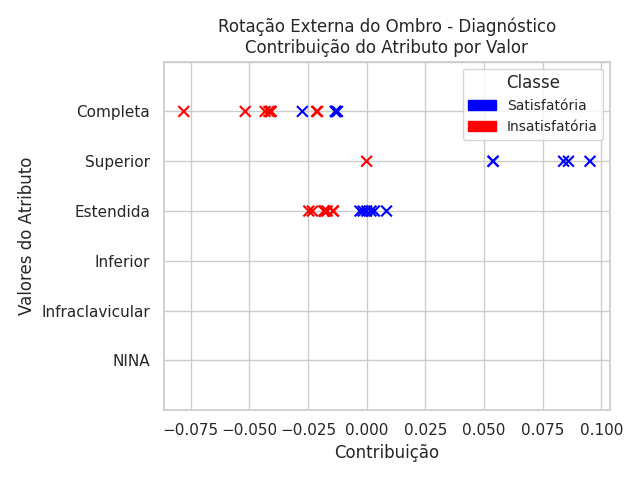 Rotação Externa do Ombro - Diagnóstico
Contribuição do Atributo por Valor
Classe
Satisfatória
Insatisfatória
Valores do Atributo
Completa
Superior
Estendida
Inferior
Infraclavicular
NINA
−0.075 −0.050 −0.025 0.000 0.025 0.050 0.075 0.100
Contribuição